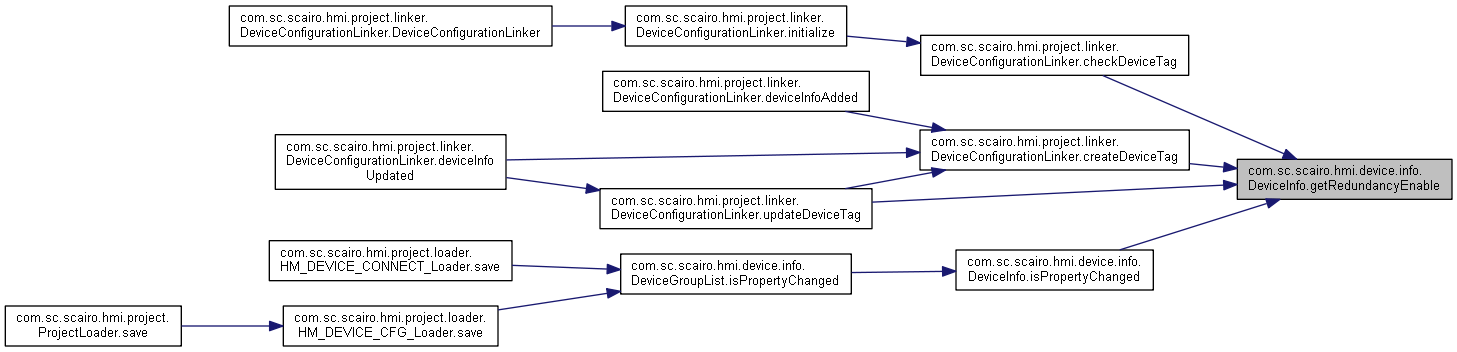 com.sc.scairo.hmi.project.linker.
DeviceConfigurationLinker.DeviceConfigurationLinker
com.sc.scairo.hmi.project.linker.
DeviceConfigurationLinker.initialize
com.sc.scairo.hmi.project.linker.
DeviceConfigurationLinker.checkDeviceTag
com.sc.scairo.hmi.project.linker.
DeviceConfigurationLinker.deviceInfoAdded
com.sc.scairo.hmi.project.linker.
DeviceConfigurationLinker.deviceInfo
Updated
com.sc.scairo.hmi.project.linker.
DeviceConfigurationLinker.createDeviceTag
com.sc.scairo.hmi.device.info.
DeviceInfo.getRedundancyEnable
com.sc.scairo.hmi.project.linker.
DeviceConfigurationLinker.updateDeviceTag
com.sc.scairo.hmi.project.loader.
HM_DEVICE_CONNECT_Loader.save
com.sc.scairo.hmi.device.info.
DeviceGroupList.isPropertyChanged
com.sc.scairo.hmi.device.info.
DeviceInfo.isPropertyChanged
com.sc.scairo.hmi.project.
ProjectLoader.save
com.sc.scairo.hmi.project.loader.
HM_DEVICE_CFG_Loader.save